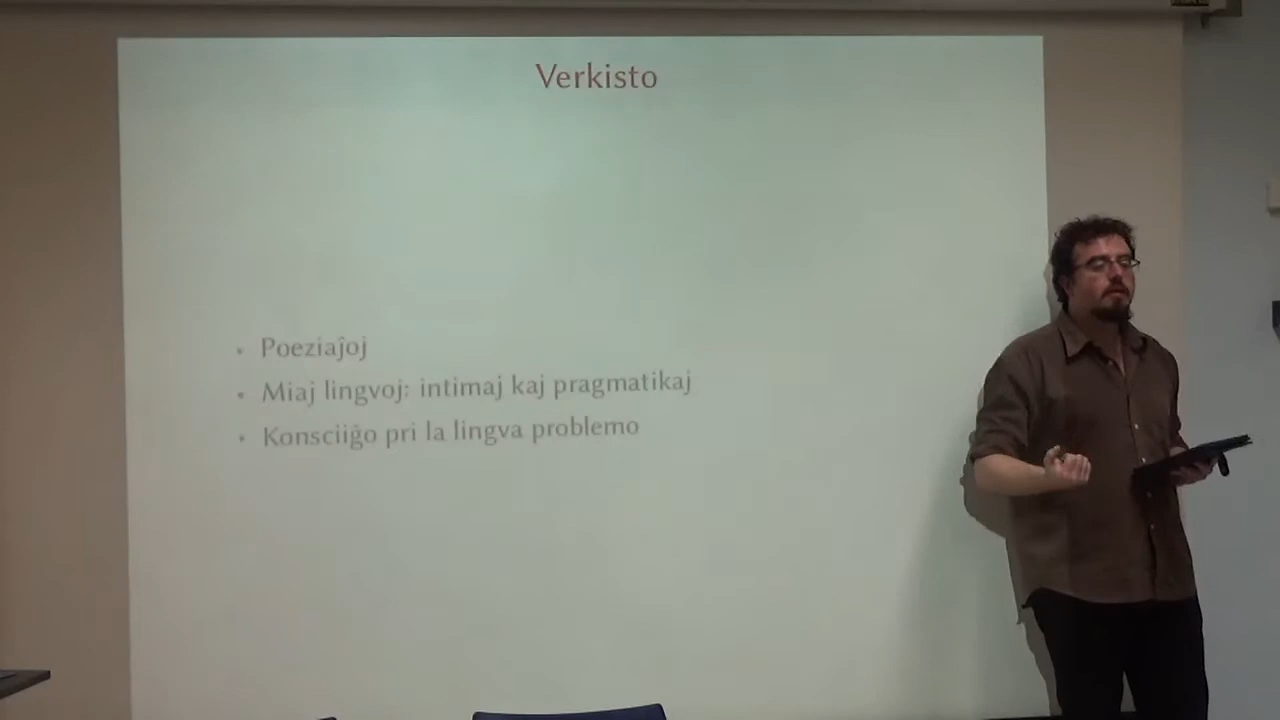 Verkisto
• Poeziaĵoj
• Miaj lingvoj: intimaj kaj pragmatikaj
• Konsciiĝo pri la lingva problemo